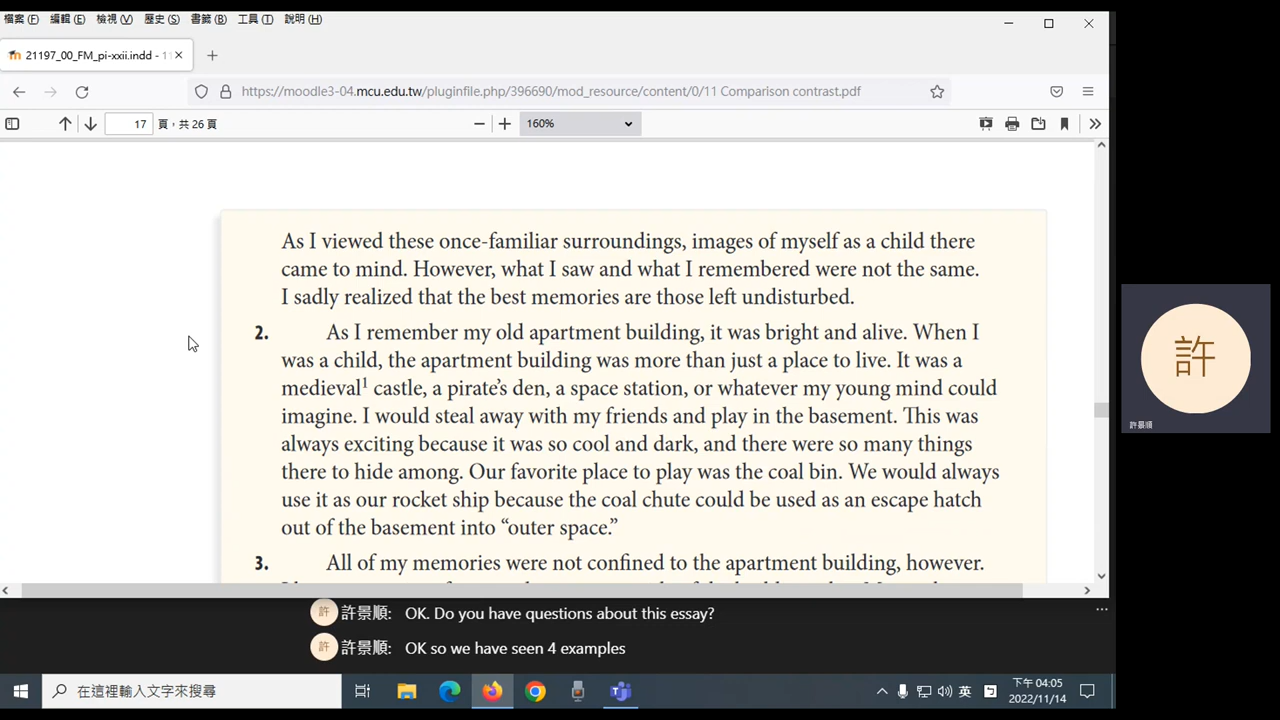 檔案(F) 編輯(E) 檢視(V) 歷史(S) 書籤(B) 工具(T) 說明(H)
21197_00_FM_pi-xxii.indd - 11
https://moodle3-04.mcu.edu.tw/pluginfile.php/396690/mod_resource/content/0/11 Comparison contrast.pdf
17 頁，共 26 頁
160%
As I viewed these once-familiar surroundings, images of myself as a child there
came to mind. However, what I saw and what I remembered were not the same.
I sadly realized that the best memories are those left undisturbed.
2. As I remember my old apartment building, it was bright and alive. When I
was a child, the apartment building was more than just a place to live. It was a
medieval1 castle, a pirate's den, a space station, or whatever my young mind could
imagine. I would steal away with my friends and play in the basement. This was
always exciting because it was so cool and dark, and there were so many things
there to hide among. Our favorite place to play was the coal bin. We would always
use it as our rocket ship because the coal chute could be used as an escape hatch
out of the basement into “outer space.”
3. All of my memories were not confined to the apartment building, however.
許
許景順
許 許景順: OK. Do you have questions about this essay?
許 許景順: OK so we have seen 4 examples
在這裡輸入文字來搜尋
英
ㄅ
下午 04:05
2022/11/14